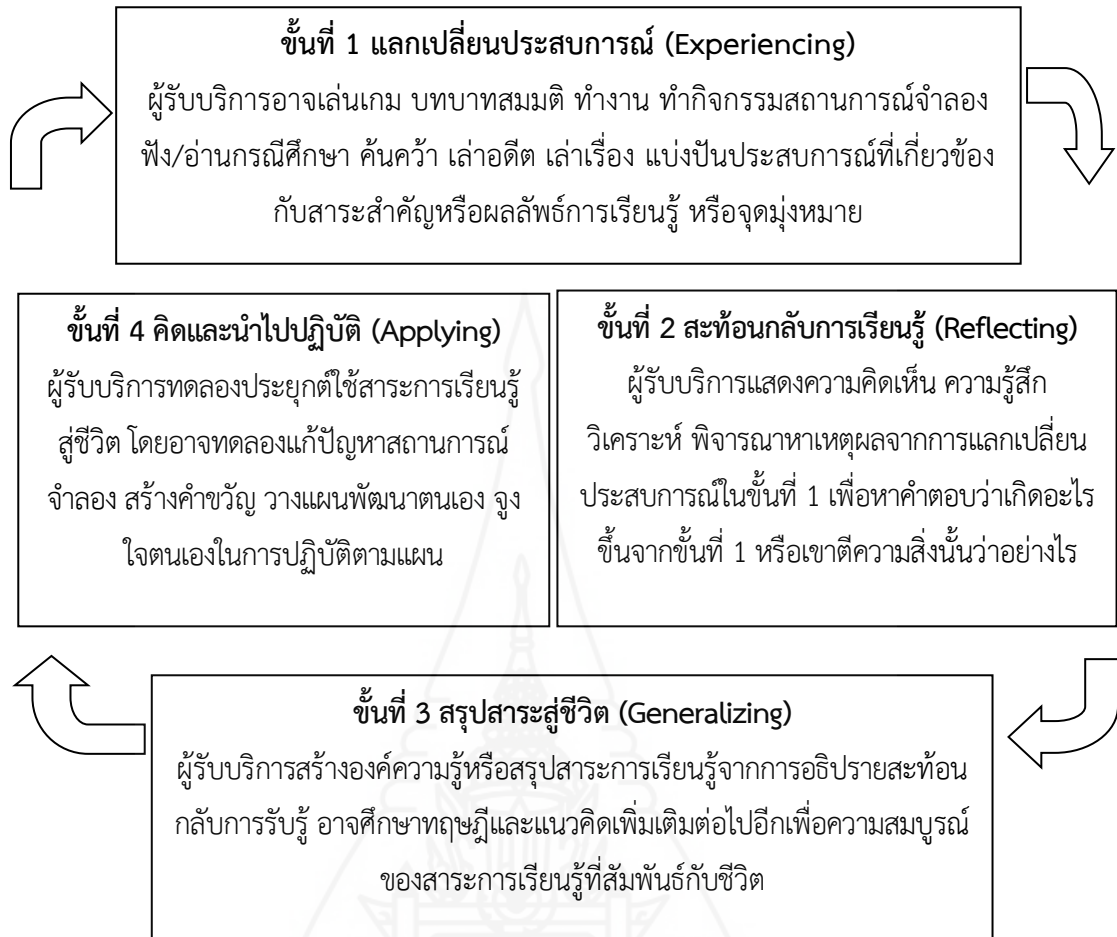 ขั้นที่ 1 แลกเปลี่ยนประสบการณ์ (Experiencing)
ผู้รับบริการอาจเล่นเกม บทบาทสมมติ ทำงาน ทำกิจกรรมสถานการณ์จำลอง
ฟัง/อ่านกรณีศึกษา ค้นคว้า เล่าอดีต เล่าเรื่อง แบ่งปันประสบการณ์ที่เกี่ยวข้อง
กับสาระสำคัญหรือผลลัพธ์การเรียนรู้ หรือจุดมุ่งหมาย
ขั้นที่ 2 สะท้อนกลับการเรียนรู้ (Reflecting)
ผู้รับบริการแสดงความคิดเห็น ความรู้สึก
วิเคราะห์ พิจารณาหาเหตุผลจากการแลกเปลี่ยน
ประสบการณ์ในขั้นที่ 1 เพื่อหาคำตอบว่าเกิดอะไร
ขึ้นจากขั้นที่ 1 หรือเขาตีความสิ่งนั้นว่าอย่างไร
ขั้นที่ 3 สรุปสาระสู่ชีวิต (Generalizing)
ผู้รับบริการสร้างองค์ความรู้หรือสรุปสาระการเรียนรู้จากการอธิปรายสะท้อน
กลับการรับรู้ อาจศึกษาทฤษฎีและแนวคิดเพิ่มเติมต่อไปอีกเพื่อความสมบูรณ์
ของสาระการเรียนรู้ที่สัมพันธ์กับชีวิต
ขั้นที่ 4 คิดและนำไปปฏิบัติ (Applying)
ผู้รับบริการทดลองประยุกต์ใช้สาระการเรียนรู้
สู่ชีวิต โดยอาจทดลองแก้ปัญหาสถานการณ์
จำลอง สร้างคำขวัญ วางแผนพัฒนาตนเอง จูง
ใจตนเองในการปฏิบัติตามแผน